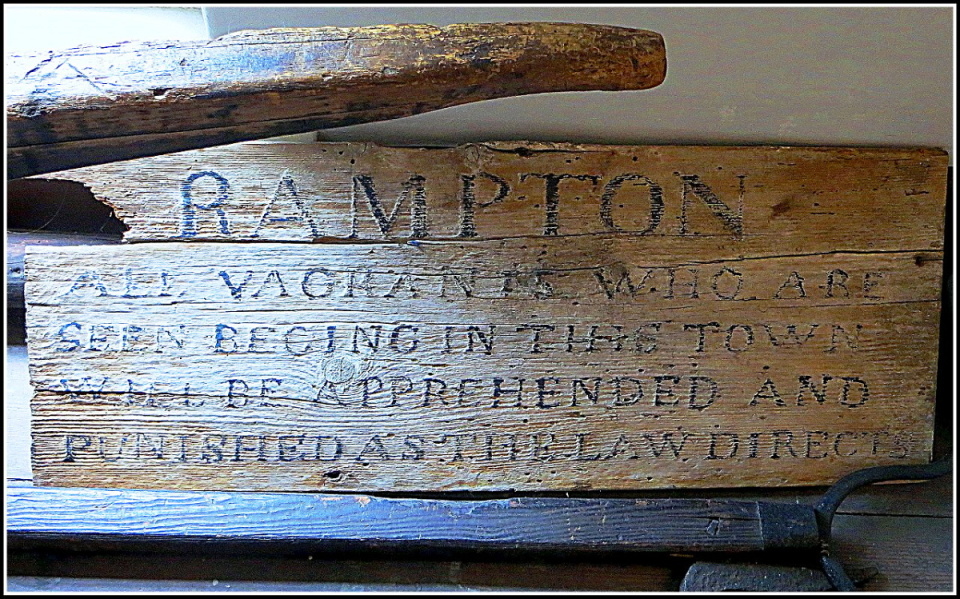 RAMPTON
ALL VAGRANTS WHO ARE
SEEN BEGING IN THIS TOWN
WILL BE APPREHENDED AND
PUNISHED AS THE LAW DIRECTS